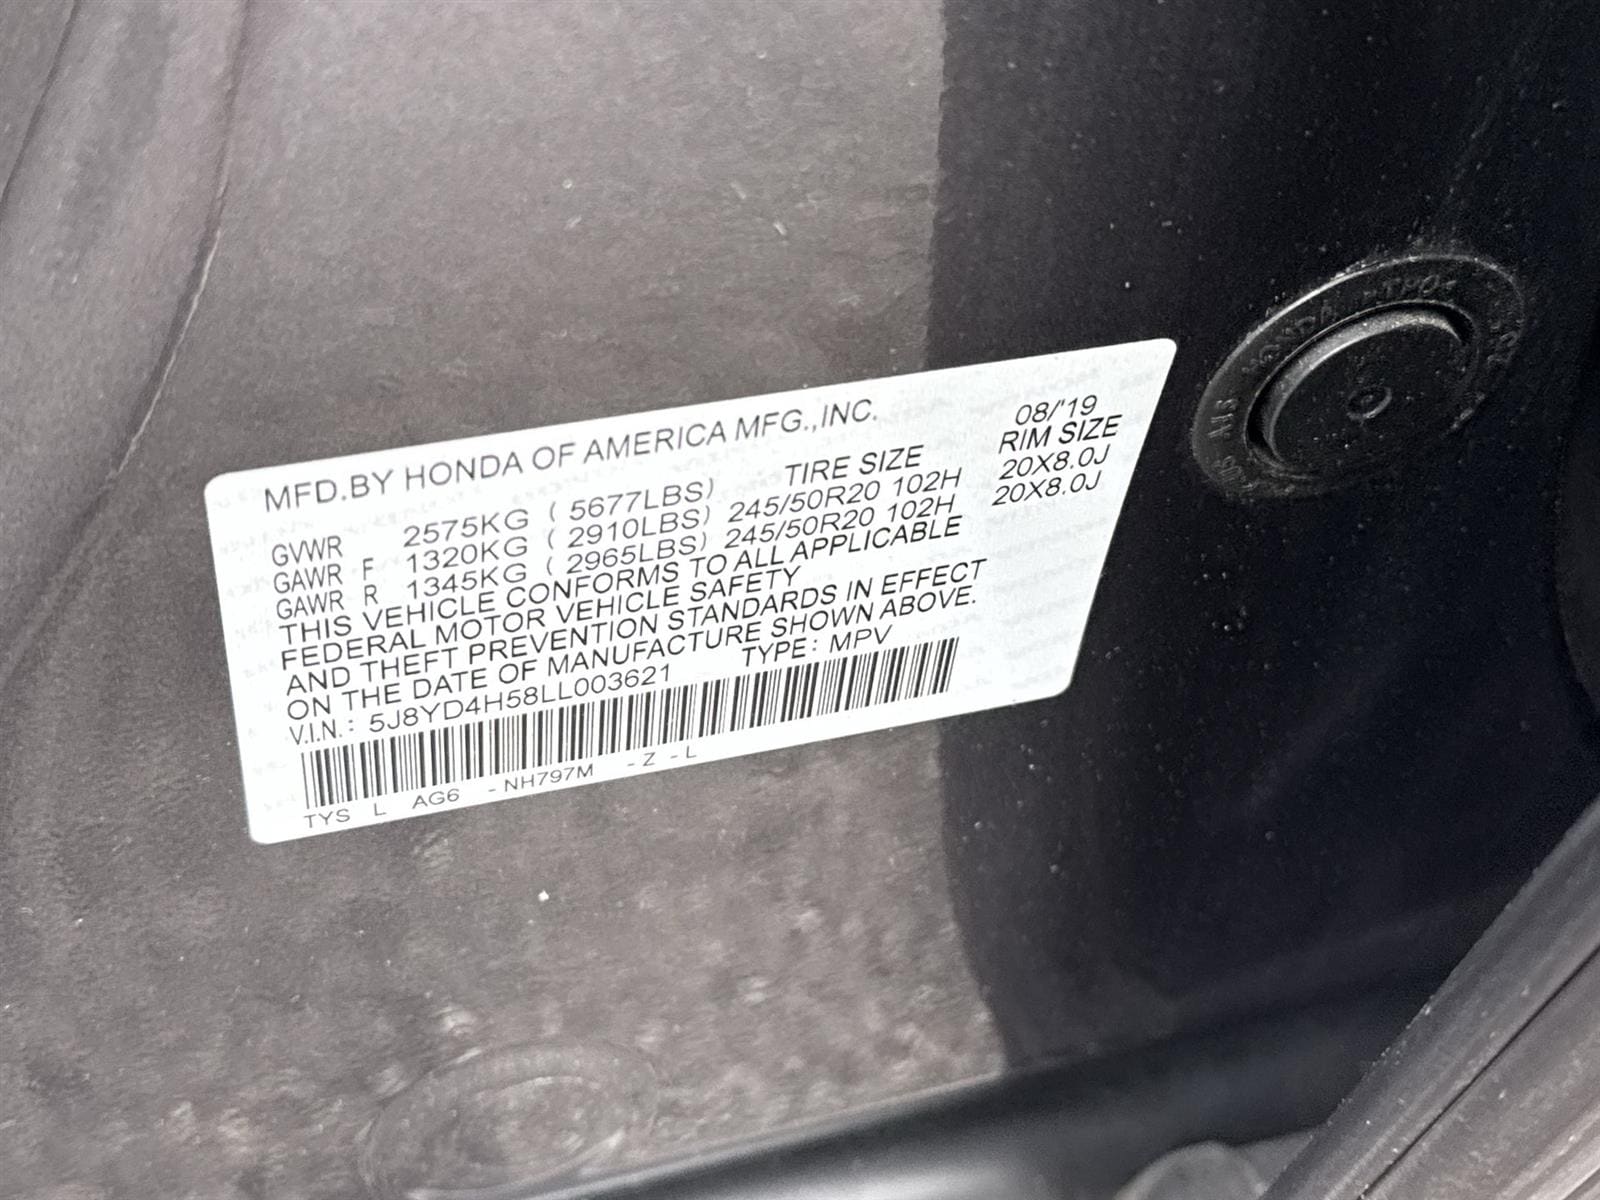 MFD.BY HONDA OF AMERICA MFG.,INC. 08/'19
TIRE SIZE RIM SIZE
GVWR 2575KG ( 5677LBS)
GAWR F 1320KG ( 2910LBS) 245/50R20 102H 20X8.0J
GAWR R 1345KG ( 2965LBS) 245/50R20 102H 20X8.0J
THIS VEHICLE CONFORMS TO ALL APPLICABLE
FEDERAL MOTOR VEHICLE SAFETY
AND THEFT PREVENTION STANDARDS IN EFFECT
ON THE DATE OF MANUFACTURE SHOWN ABOVE.
V.I.N.: 5J8YD4H58LL003621 TYPE: MPV
TYS L AG6 - NH797M - Z - L
HONDA